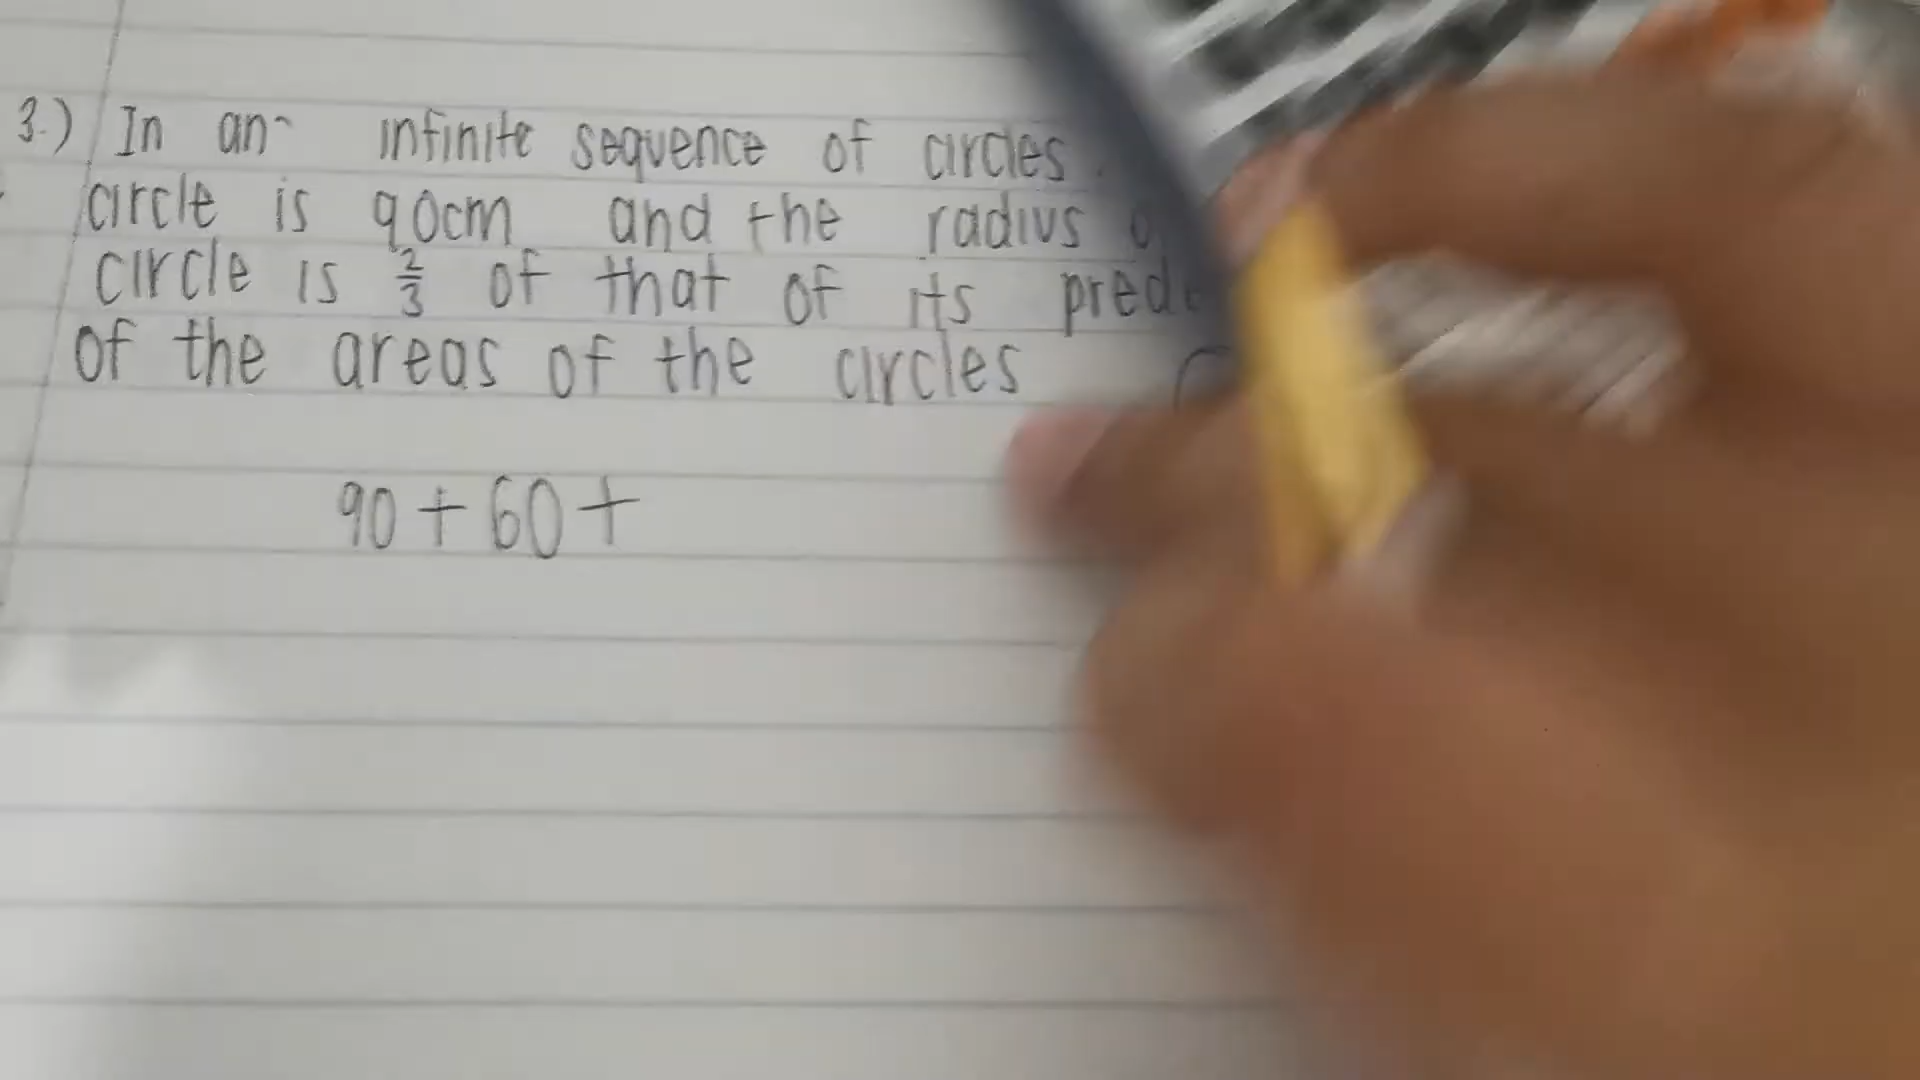 3.) In an infinite sequence of circles
circle is 90cm and the radius
circle is 2/3 of that of its
of the areas of the circles
90 + 60 +